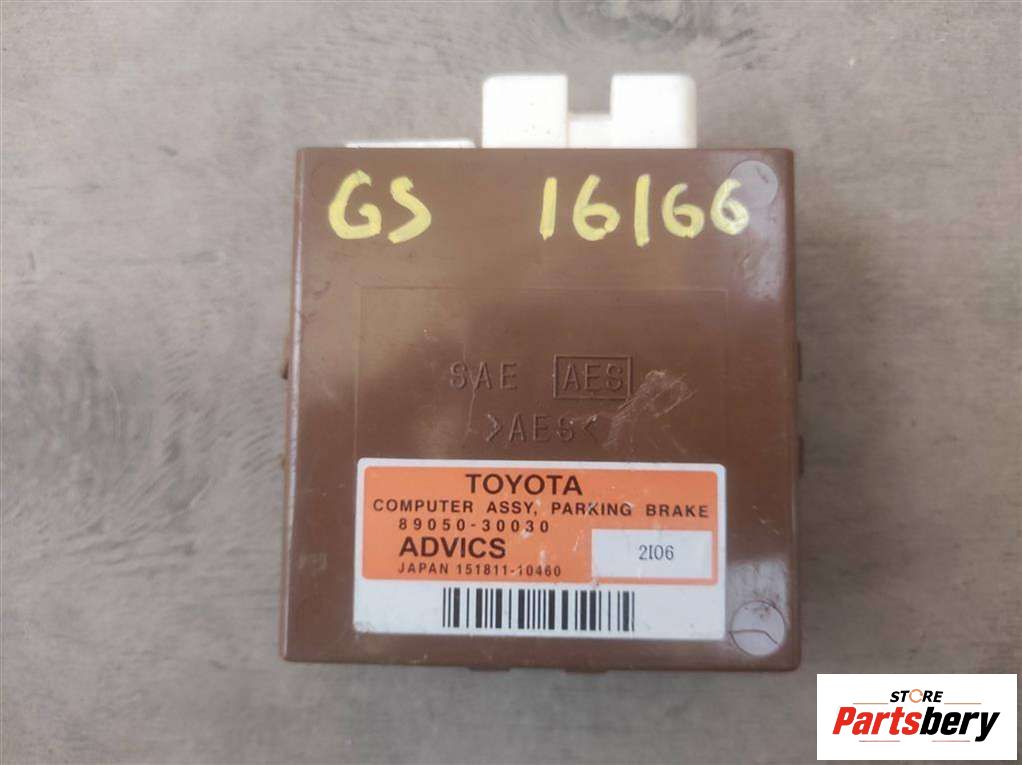 GS 16166
SAE AES
>AES<
TOYOTA
COMPUTER ASSY, PARKING BRAKE
89050-30030
ADVICS
2I06
JAPAN 151811-10460
STORE
Partsbery